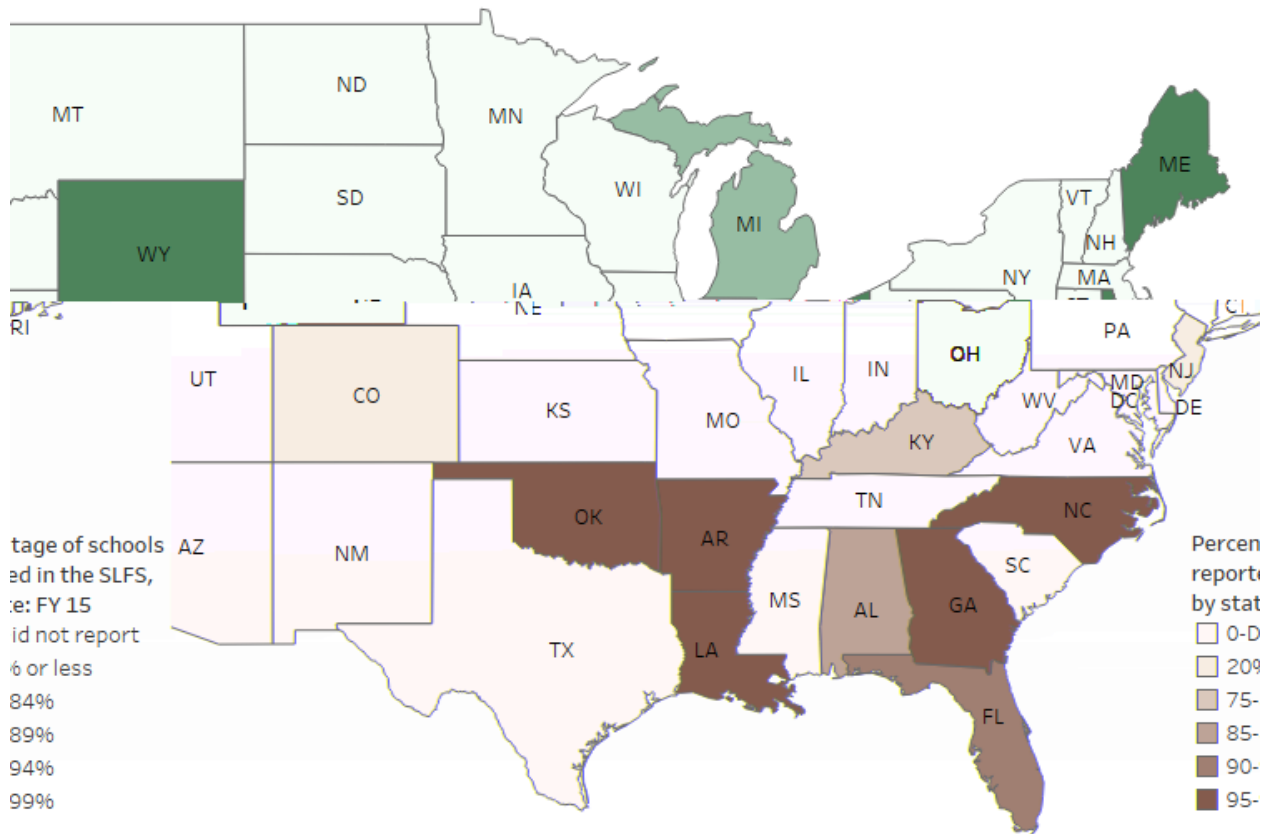 ND
MT
MN
ME
WI
SD
VT
MI
NH
WY
NY
MA
IA
RI
PA
OH
UT
IL
IN
NJ
MD
CO
DC
WV
DE
KS
MO
KY
VA
TN
OK
NC
AR
tage of schools
ed in the SLFS,
te: FY 15
id not report
% or less
84%
89%
94%
99%
AZ
NM
SC
MS
AL
GA
TX
LA
FL
Percen
reporte
by stat
0-D
20%
75-
85-
90-
95-